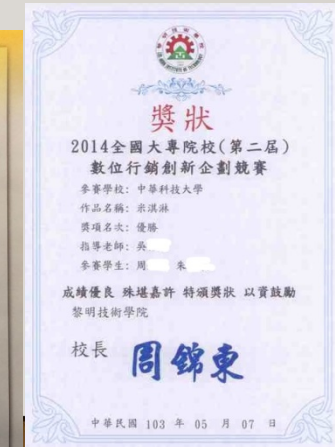 獎狀
2014全國大專院校(第二屆)
數位行銷創新企劃競賽
參賽學校: 中華科技大學
作品名稱: 米淇淋
獎項名次: 優勝
指導老師: 吳
參賽學生: 周 朱
成績優良 殊堪嘉許 特頒獎狀 以資鼓勵
黎明技術學院
校長 周錦東
中華民國 103 年 05 月 07 日